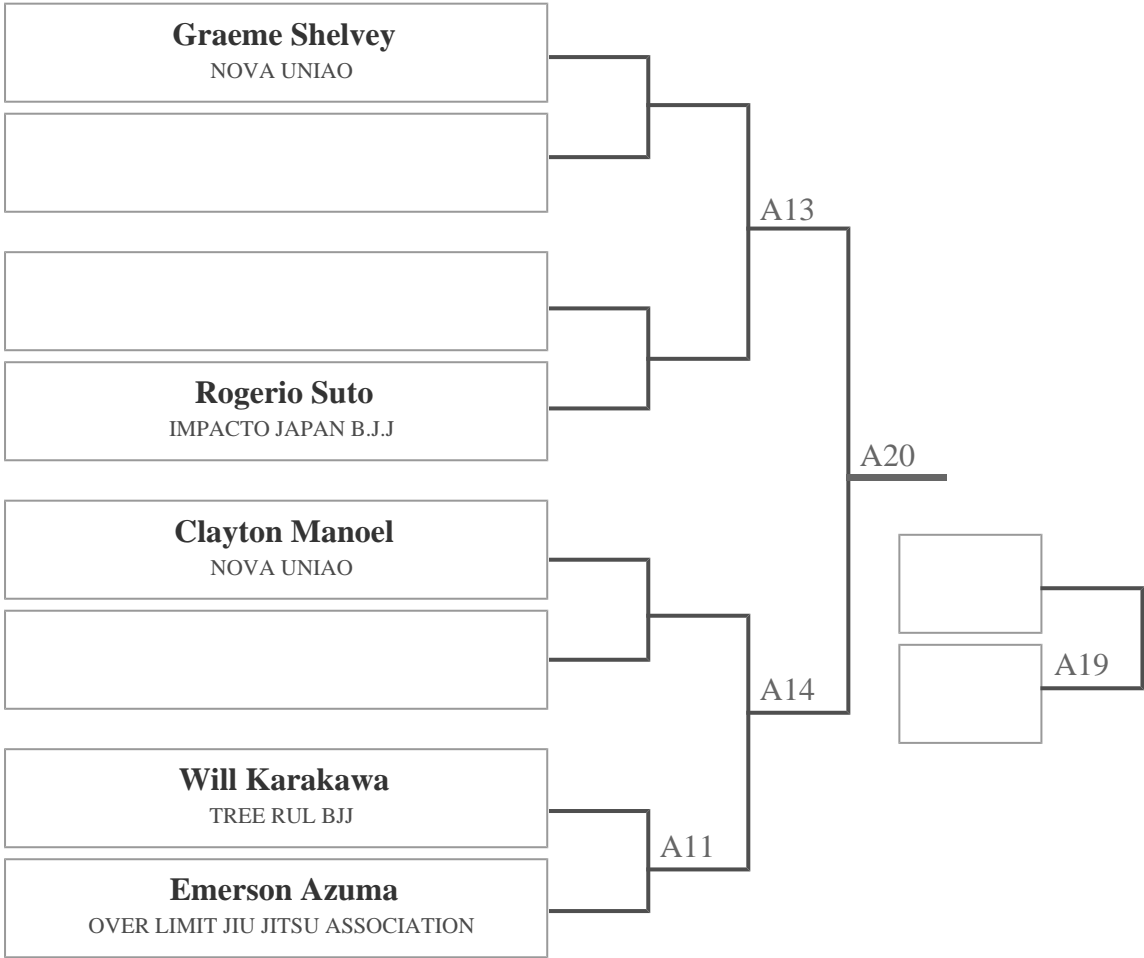 Graeme Shelvey
NOVA UNIAO
A13
Rogerio Suto
IMPACTO JAPAN B.J.J
A20
Clayton Manoel
NOVA UNIAO
A19
A14
Will Karakawa
TREE RUL BJJ
A11
Emerson Azuma
OVER LIMIT JIU JITSU ASSOCIATION